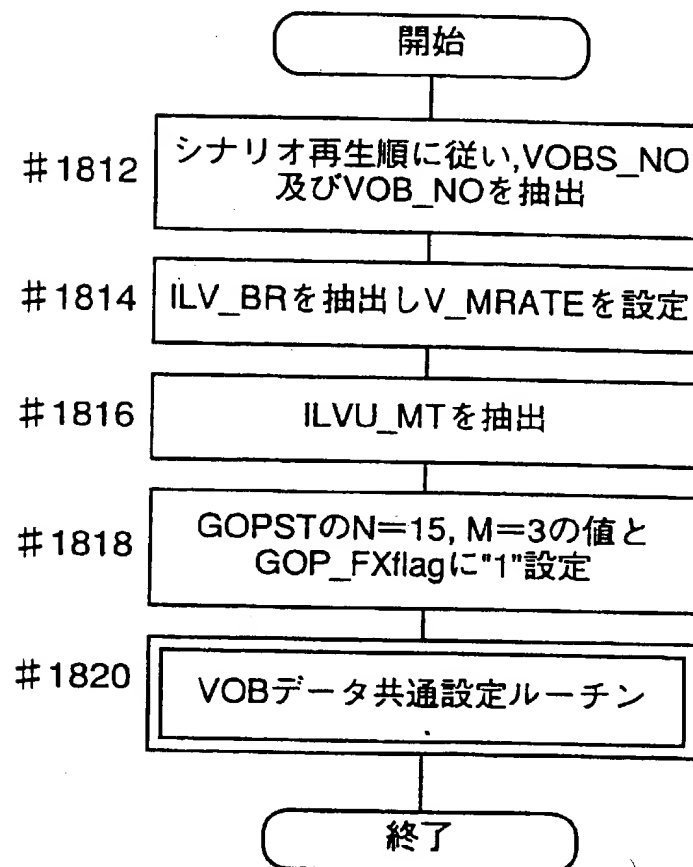 開始
#1812
シナリオ再生順に従い,VOBS_NO
及びVOB_NOを抽出
#1814
ILV_BRを抽出しV_MRATEを設定
#1816
ILVU_MTを抽出
#1818
GOPSTのN=15, M=3の値と
GOP_FXflagに"1"設定
#1820
VOBデータ共通設定ルーチン
終了